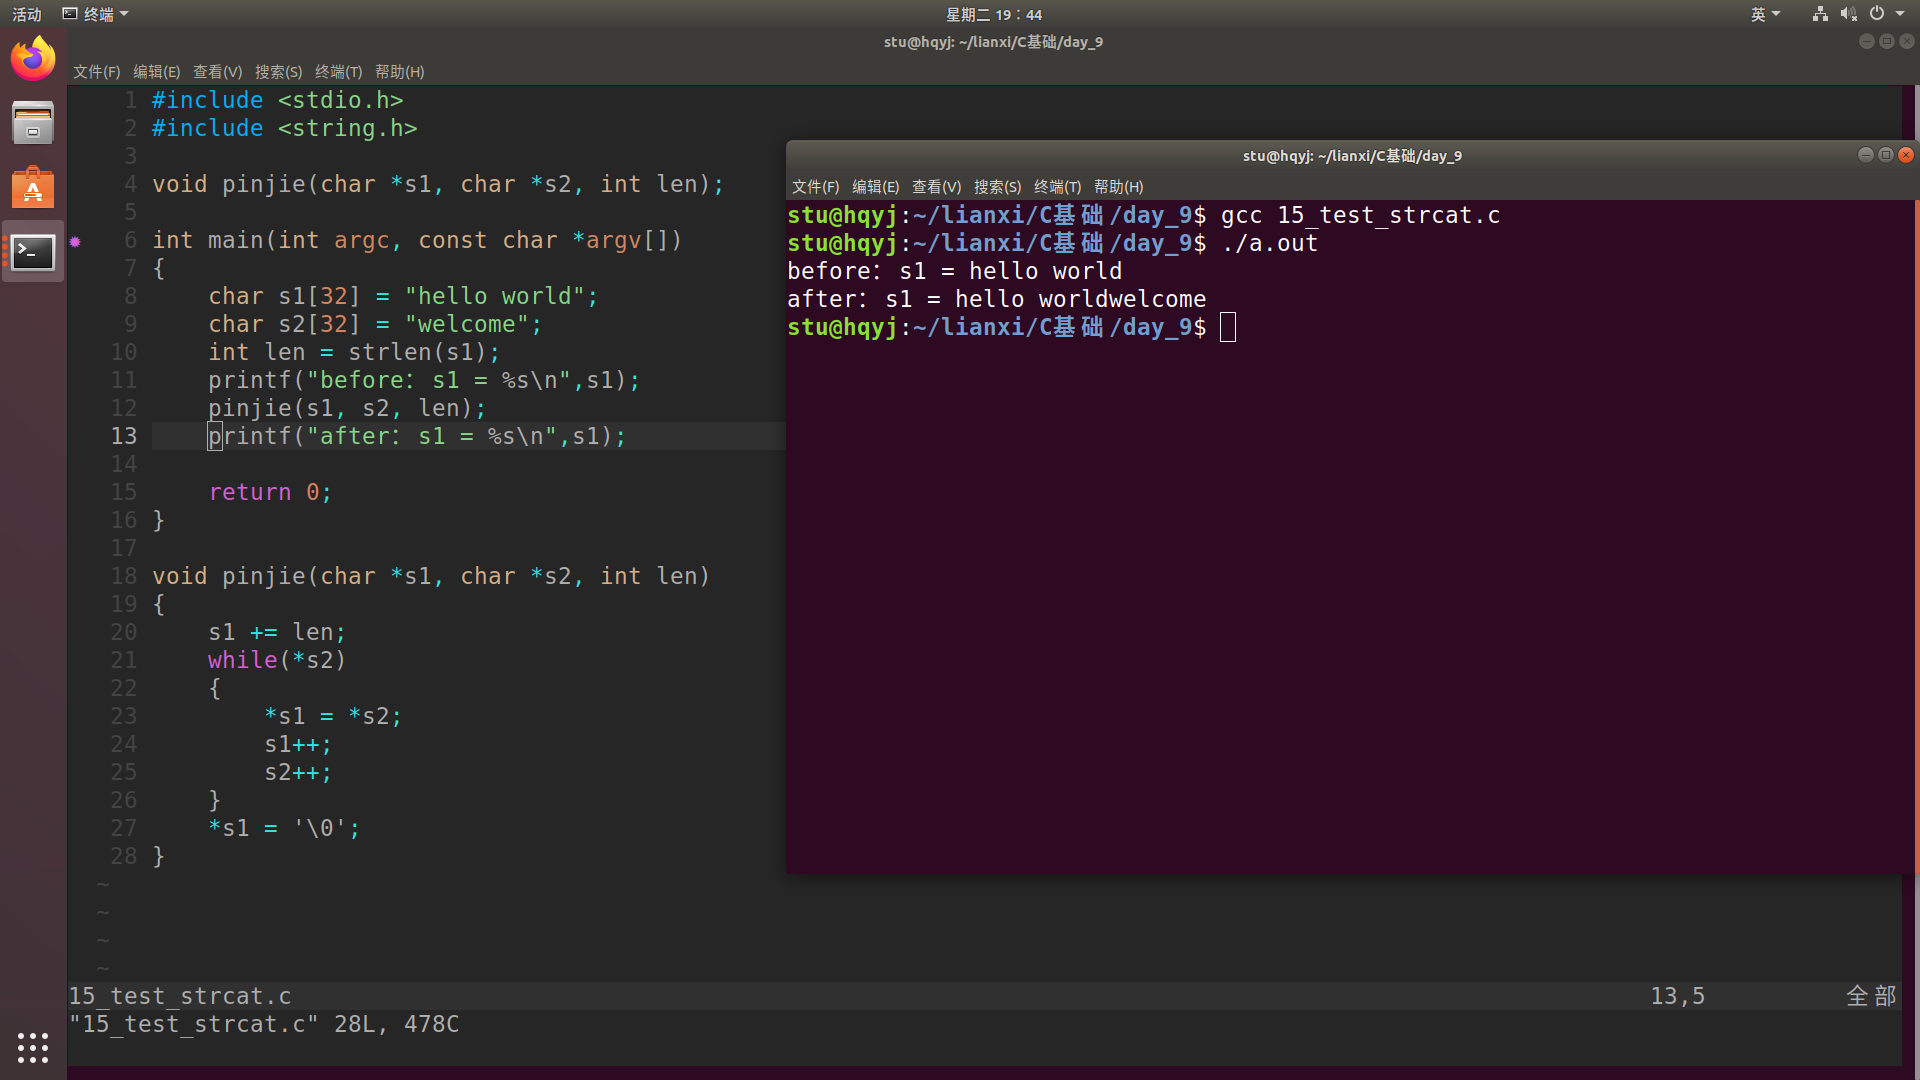 活动 终端 星期二 19：44 英
stu@hqyj: ~/lianxi/C基础/day_9
文件(F) 编辑(E) 查看(V) 搜索(S) 终端(T) 帮助(H)
1 #include <stdio.h>
2 #include <string.h>
3
4 void pinjie(char *s1, char *s2, int len);
5
6 int main(int argc, const char *argv[])
7 {
8     char s1[32] = "hello world";
9     char s2[32] = "welcome";
10     int len = strlen(s1);
11     printf("before：s1 = %s\n",s1);
12     pinjie(s1, s2, len);
13     printf("after：s1 = %s\n",s1);
14
15     return 0;
16 }
17
18 void pinjie(char *s1, char *s2, int len)
19 {
20     s1 += len;
21     while(*s2)
22     {
23         *s1 = *s2;
24         s1++;
25         s2++;
26     }
27     *s1 = '\0';
28 }
~
~
~
~
15_test_strcat.c 13,5 全部
"15_test_strcat.c" 28L, 478C
stu@hqyj: ~/lianxi/C基础/day_9
文件(F) 编辑(E) 查看(V) 搜索(S) 终端(T) 帮助(H)
stu@hqyj:~/lianxi/C基础/day_9$ gcc 15_test_strcat.c
stu@hqyj:~/lianxi/C基础/day_9$ ./a.out
before：s1 = hello world
after：s1 = hello worldwelcome
stu@hqyj:~/lianxi/C基础/day_9$